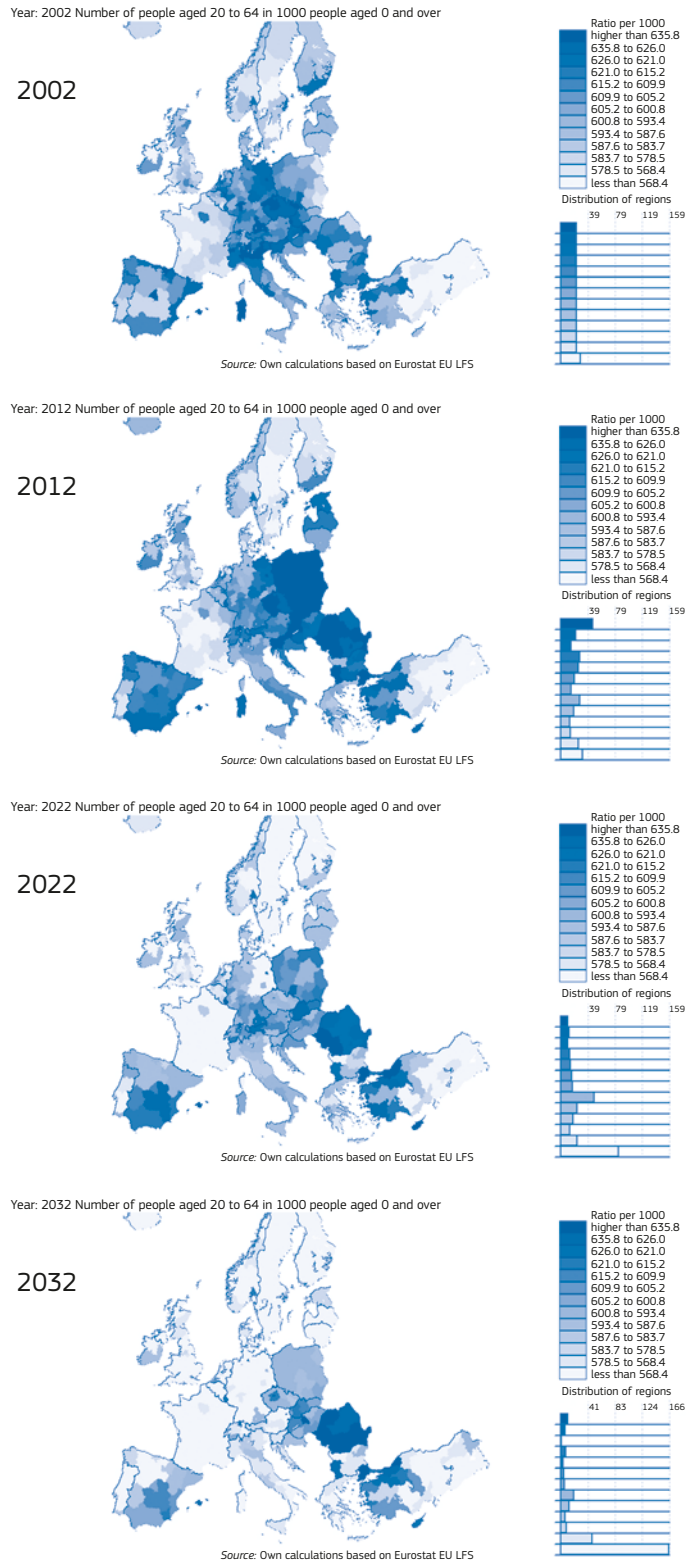 Year: 2002 Number of people aged 20 to 64 in 1000 people aged 0 and over
2002
Ratio per 1000
higher than 635.8
635.8 to 626.0
626.0 to 621.0
621.0 to 615.2
615.2 to 609.9
609.9 to 605.2
605.2 to 600.8
600.8 to 593.4
593.4 to 587.6
587.6 to 583.7
583.7 to 578.5
578.5 to 568.4
less than 568.4
Distribution of regions
39 79 119 159
Source: Own calculations based on Eurostat EU LFS
Year: 2012 Number of people aged 20 to 64 in 1000 people aged 0 and over
2012
Ratio per 1000
higher than 635.8
635.8 to 626.0
626.0 to 621.0
621.0 to 615.2
615.2 to 609.9
609.9 to 605.2
605.2 to 600.8
600.8 to 593.4
593.4 to 587.6
587.6 to 583.7
583.7 to 578.5
578.5 to 568.4
less than 568.4
Distribution of regions
39 79 119 159
Source: Own calculations based on Eurostat EU LFS
Year: 2022 Number of people aged 20 to 64 in 1000 people aged 0 and over
2022
Ratio per 1000
higher than 635.8
635.8 to 626.0
626.0 to 621.0
621.0 to 615.2
615.2 to 609.9
609.9 to 605.2
605.2 to 600.8
600.8 to 593.4
593.4 to 587.6
587.6 to 583.7
583.7 to 578.5
578.5 to 568.4
less than 568.4
Distribution of regions
39 79 119 159
Source: Own calculations based on Eurostat EU LFS
Year: 2032 Number of people aged 20 to 64 in 1000 people aged 0 and over
2032
Ratio per 1000
higher than 635.8
635.8 to 626.0
626.0 to 621.0
621.0 to 615.2
615.2 to 609.9
609.9 to 605.2
605.2 to 600.8
600.8 to 593.4
593.4 to 587.6
587.6 to 583.7
583.7 to 578.5
578.5 to 568.4
less than 568.4
Distribution of regions
41 83 124 166
Source: Own calculations based on Eurostat EU LFS